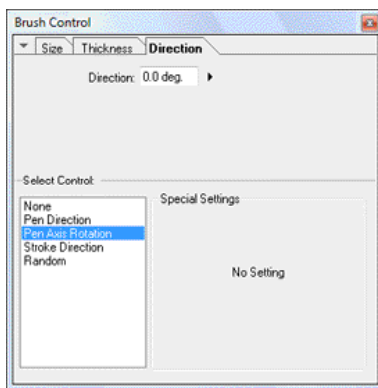 Brush Control
Size Thickness Direction
Direction: 0.0 deg.
Select Control:
None
Pen Direction
Pen Axis Rotation
Stroke Direction
Random
Special Settings
No Setting